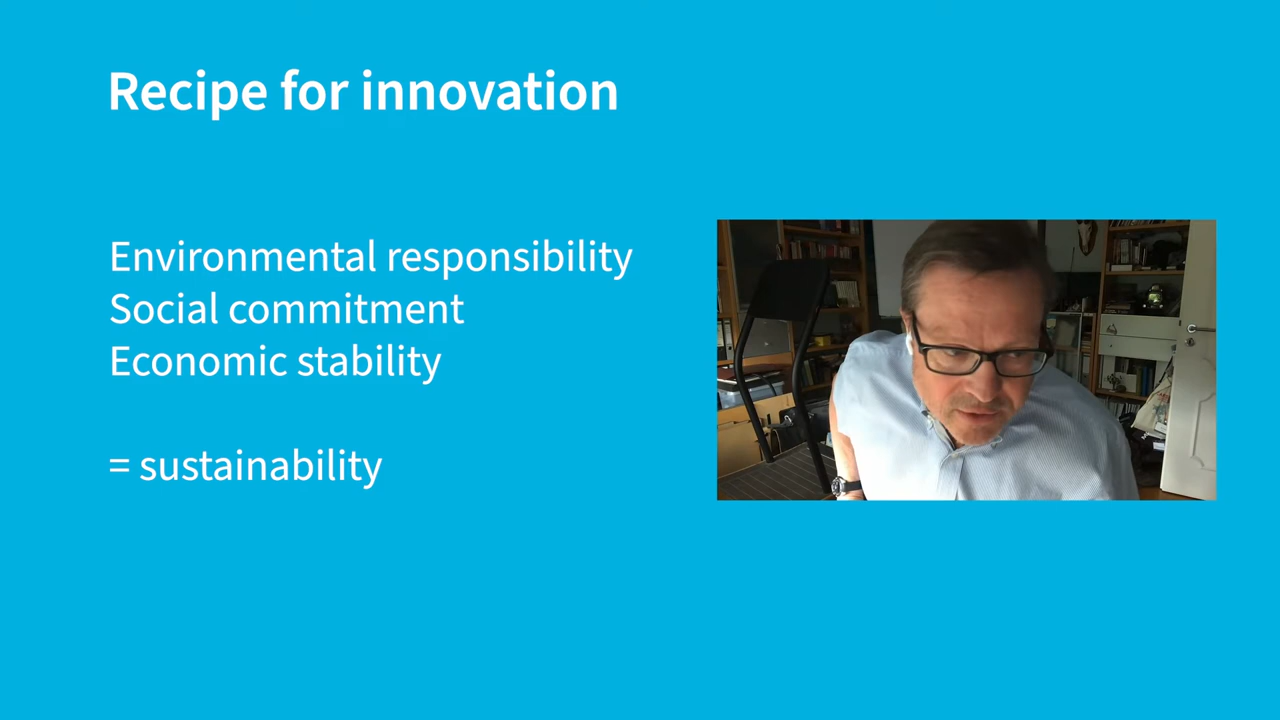 Recipe for innovation
Environmental responsibility
Social commitment
Economic stability
= sustainability